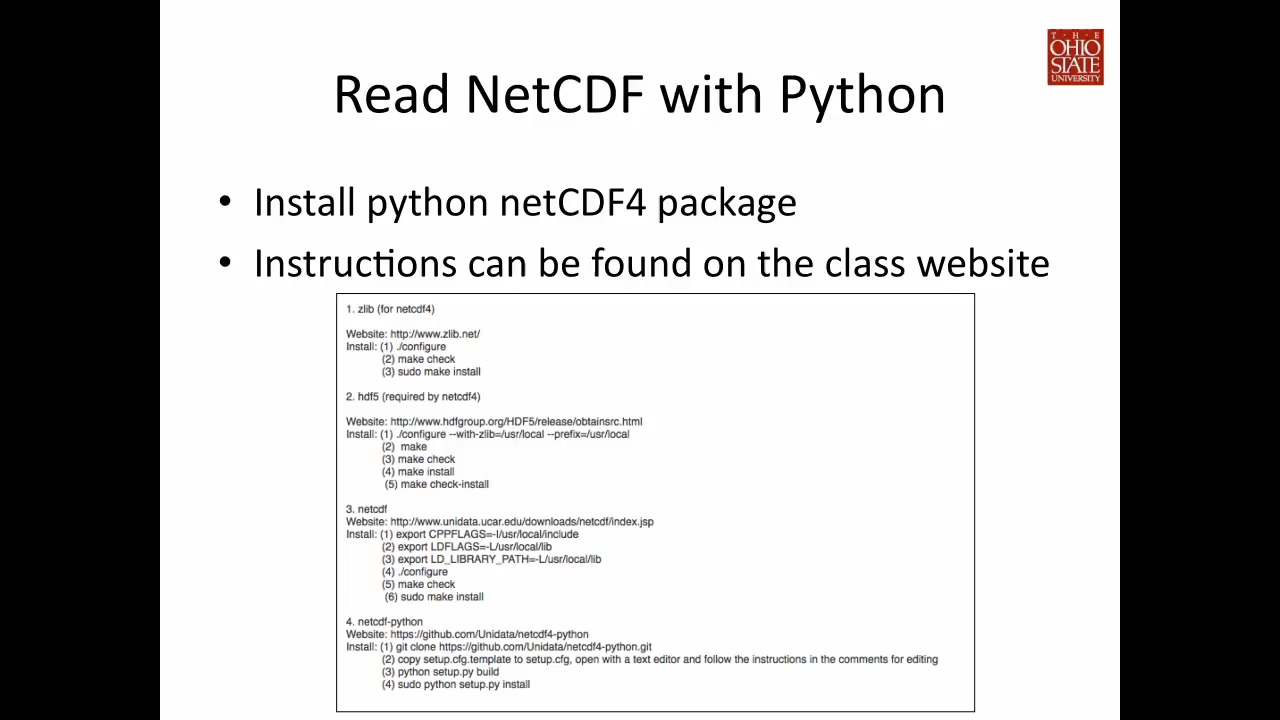 T·H·E
OHIO
STATE
UNIVERSITY
Read NetCDF with Python
• Install python netCDF4 package
• Instructions can be found on the class website
1. zlib (for netcdf4)
Website: http://www.zlib.net/
Install: (1) ./configure
(2) make check
(3) sudo make install
2. hdf5 (required by netcdf4)
Website: http://www.hdfgroup.org/HDF5/release/obtainsrc.html
Install: (1) ./configure --with-zlib=/usr/local --prefix=/usr/local
(2) make
(3) make check
(4) make install
(5) make check-install
3. netcdf
Website: http://www.unidata.ucar.edu/downloads/netcdf/index.jsp
Install: (1) export CPPFLAGS=-I/usr/local/include
(2) export LDFLAGS=-L/usr/local/lib
(3) export LD_LIBRARY_PATH=-L/usr/local/lib
(4) ./configure
(5) make check
(6) sudo make install
4. netcdf-python
Website: https://github.com/Unidata/netcdf4-python
Install: (1) git clone https://github.com/Unidata/netcdf4-python.git
(2) copy setup.cfg.template to setup.cfg, open with a text editor and follow the instructions in the comments for editing
(3) python setup.py build
(4) sudo python setup.py install